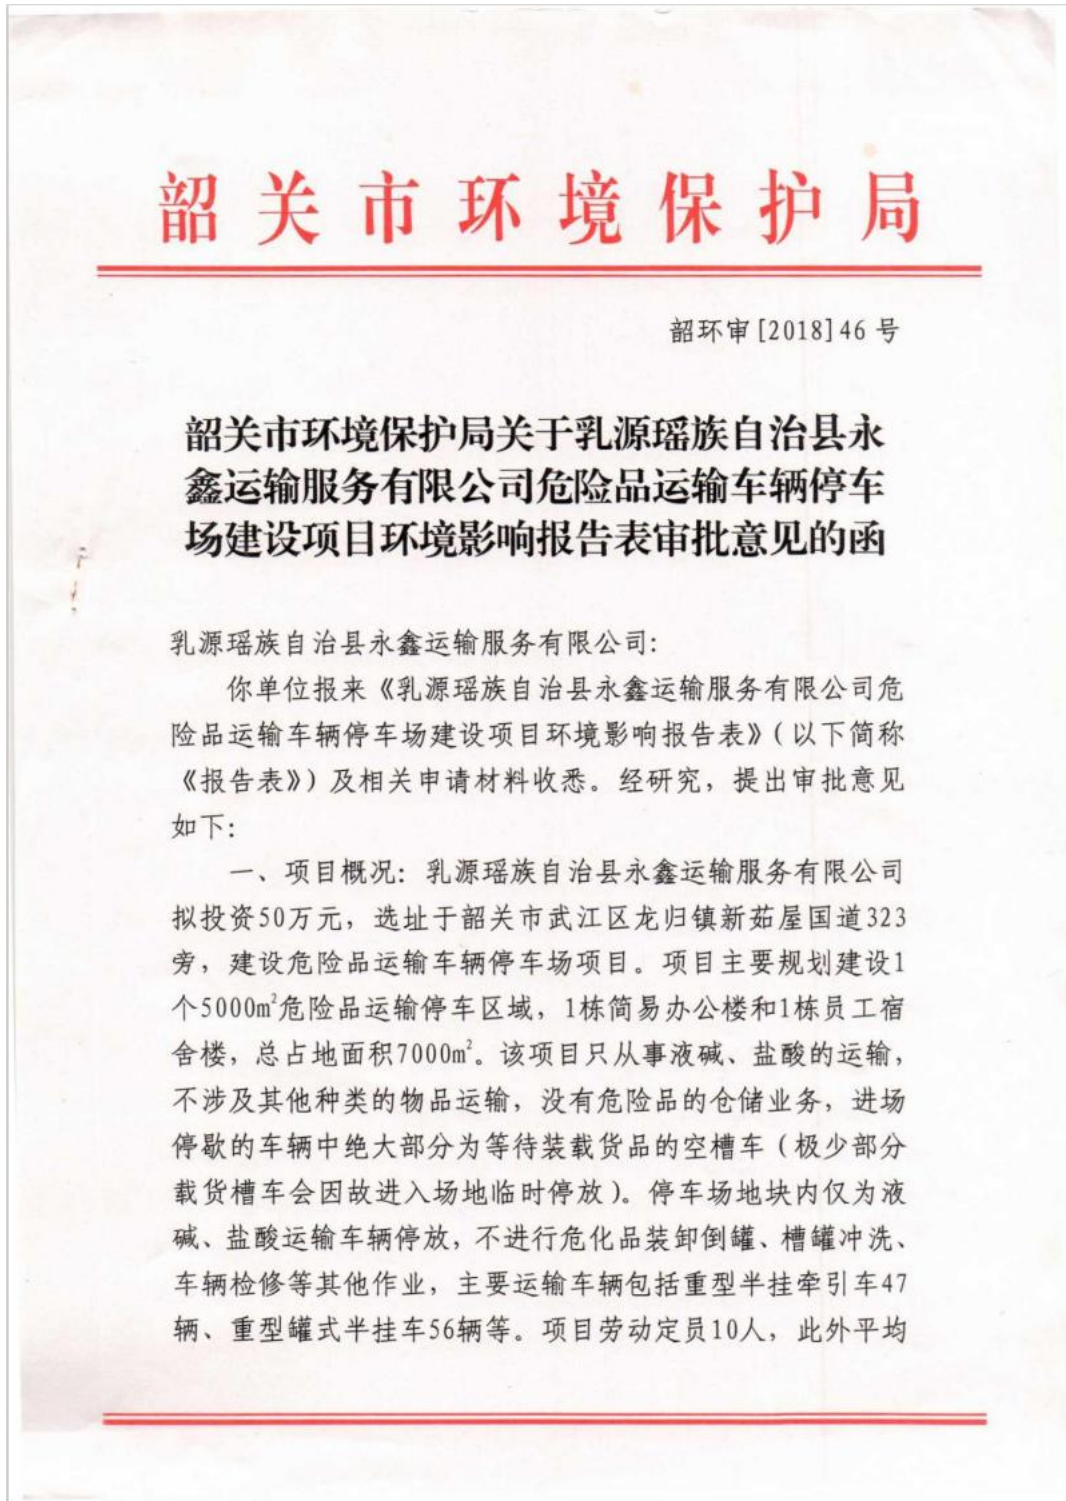 韶关市环境保护局
韶环审[2018]46号
韶关市环境保护局关于乳源瑶族自治县永
鑫运输服务有限公司危险品运输车辆停车
场建设项目环境影响报告表审批意见的函
乳源瑶族自治县永鑫运输服务有限公司:
你单位报来《乳源瑶族自治县永鑫运输服务有限公司危
险品运输车辆停车场建设项目环境影响报告表》(以下简称
《报告表》)及相关申请材料收悉。经研究，提出审批意见
如下:
一、项目概况：乳源瑶族自治县永鑫运输服务有限公司
拟投资50万元，选址于韶关市武江区龙归镇新茹屋国道323
旁，建设危险品运输车辆停车场项目。项目主要规划建设1
个5000m²危险品运输停车区域，1栋简易办公楼和1栋员工宿
舍楼，总占地面积7000m²。该项目只从事液碱、盐酸的运输，
不涉及其他种类的物品运输，没有危险品的仓储业务，进场
停歇的车辆中绝大部分为等待装载货品的空槽车（极少部分
载货槽车会因故进入场地临时停放）。停车场地块内仅为液
碱、盐酸运输车辆停放，不进行危化品装卸倒罐、槽罐冲洗、
车辆检修等其他作业，主要运输车辆包括重型半挂牵引车47
辆、重型罐式半挂车56辆等。项目劳动定员10人，此外平均